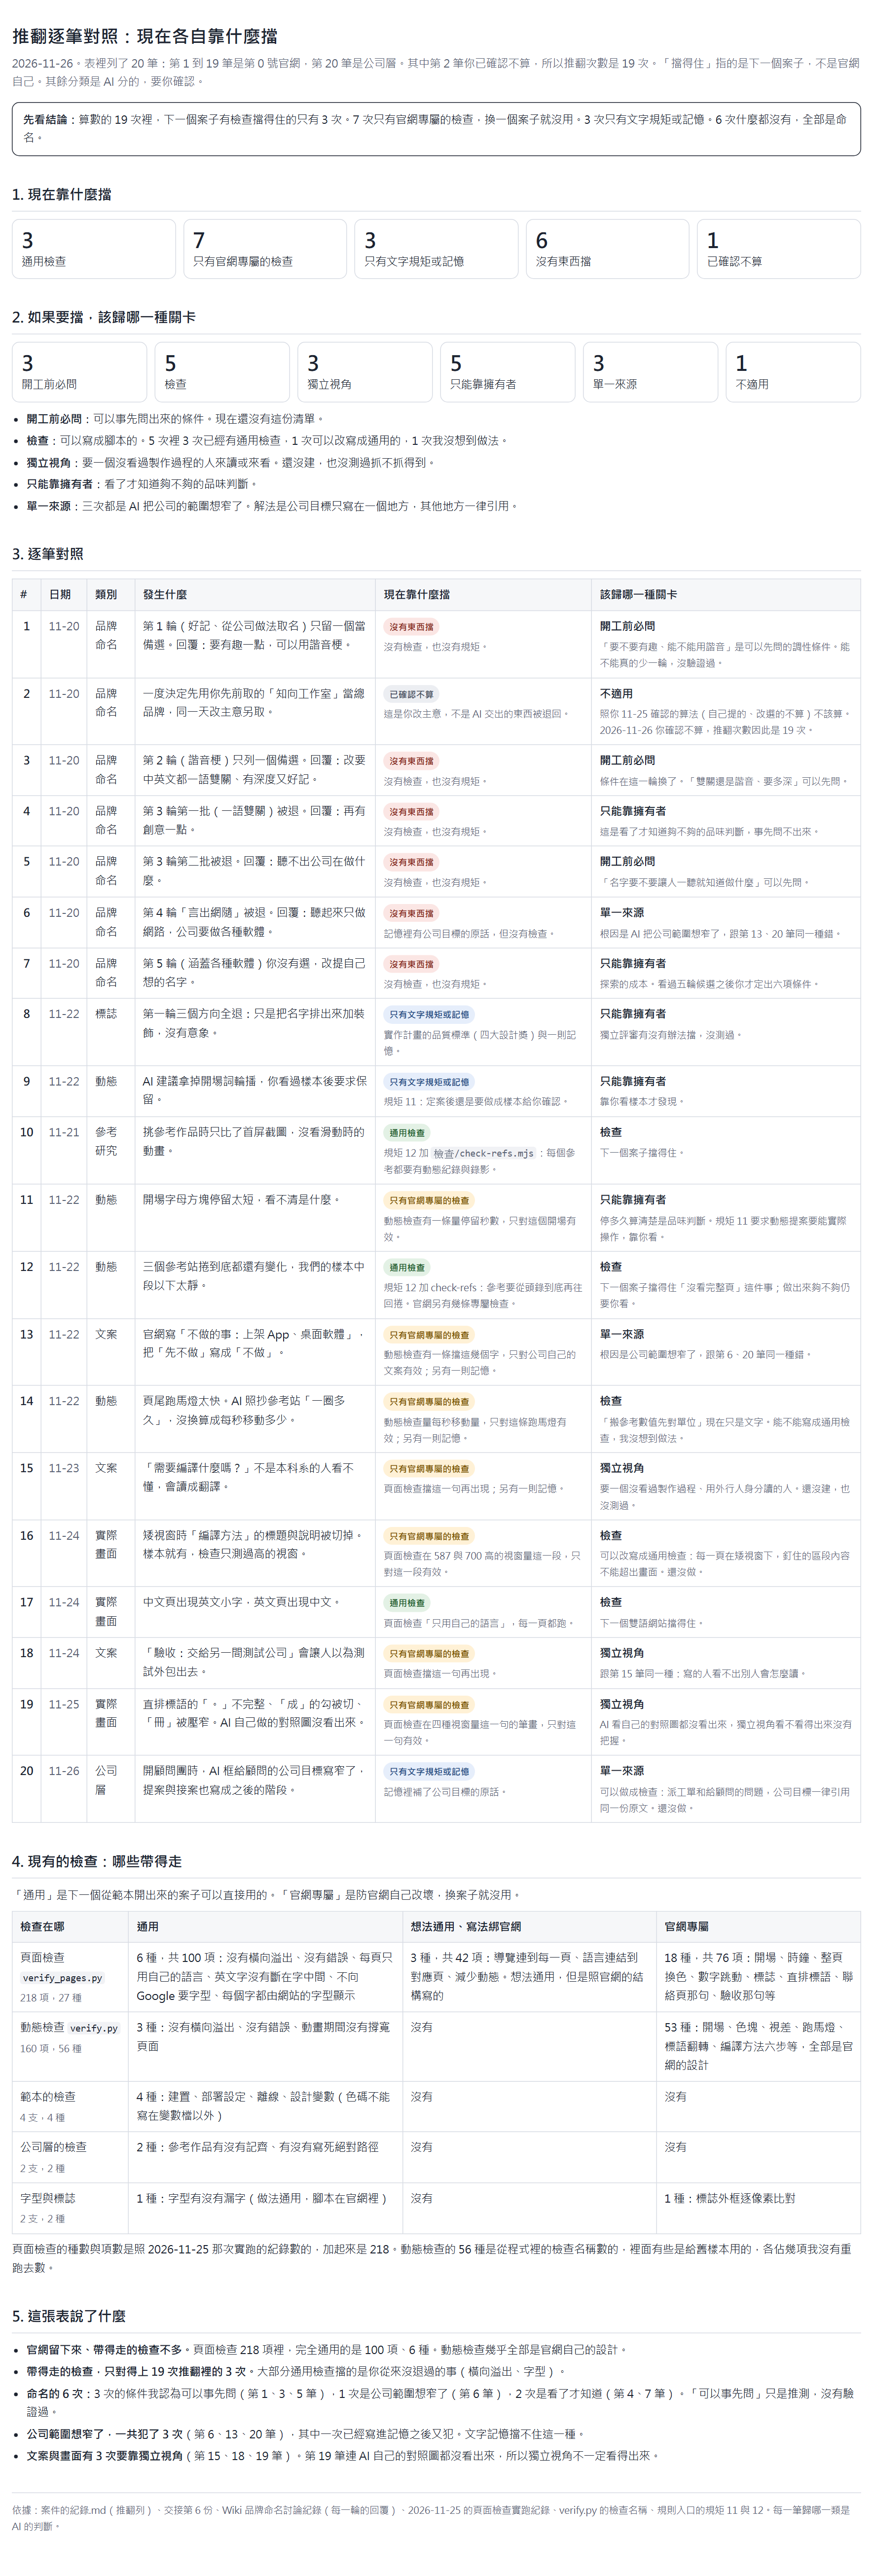 推翻逐筆對照：現在各自靠什麼擋
2026-11-26。表裡列了 20 筆：第 1 到 19 筆是第 0 號官網，第 20 筆是公司層。其中第 2 筆你已確認不算，所以推翻次數是 19 次。「擋得住」指的是下一個案子，不是官網
自己。其餘分類是 AI 分的，要你確認。
先看結論：算數的 19 次裡，下一個案子有檢查擋得住的只有 3 次。7 次只有官網專屬的檢查，換一個案子就沒用。3 次只有文字規矩或記憶。6 次什麼都沒有，全部是命
名。
1. 現在靠什麼擋
3
通用檢查
7
只有官網專屬的檢查
3
只有文字規矩或記憶
6
沒有東西擋
1
已確認不算
2. 如果要擋，該歸哪一種關卡
3
開工前必問
5
檢查
3
獨立視角
5
只能靠擁有者
3
單一來源
1
不適用
• 開工前必問：可以事先問出來的條件。現在還沒有這份清單。
• 檢查：可以寫成腳本的。5 次裡 3 次已經有通用檢查，1 次可以改寫成通用的，1 次我沒想到做法。
• 獨立視角：要一個沒看過製作過程的人來讀或來看。還沒建，也沒測過抓不抓得到。
• 只能靠擁有者：看了才知道夠不夠的品味判斷。
• 單一來源：三次都是 AI 把公司的範圍想窄了。解法是公司目標只寫在一個地方，其他地方一律引用。
3. 逐筆對照
# 日期 類別 發生什麼 現在靠什麼擋 該歸哪一種關卡
1 11-20 品牌命名 第 1 輪（好記、從公司做法取名）只留一個當備選。回覆：要有趣一點，可以用諧音梗。 沒有東西擋 沒有檢查，也沒有規矩。 開工前必問 「要不要有趣、能不能用諧音」是可以先問的調性條件。能不能真的少一輪，沒驗證過。
2 11-20 品牌命名 一度決定先用你先前取的「知向工作室」當總品牌，同一天改主意另取。 已確認不算 這是你改主意，不是 AI 交出的東西被退回。 不適用 照你 11-25 確認的算法（自己提的、改選的不算）不該算。2026-11-26 你確認不算，推翻次數因此是 19 次。
3 11-20 品牌命名 第 2 輪（諧音梗）只列一個備選。回覆：改要中英文都一語雙關、有深度又好記。 沒有東西擋 沒有檢查，也沒有規矩。 開工前必問 條件在這一輪換了。「雙關還是諧音、要多深」可以先問。
4 11-20 品牌命名 第 3 輪第一批（一語雙關）被退。回覆：再有創意一點。 沒有東西擋 沒有檢查，也沒有規矩。 只能靠擁有者 這是看了才知道夠不夠的品味判斷，事先問不出來。
5 11-20 品牌命名 第 3 輪第二批被退。回覆：聽不出公司在做什麼。 沒有東西擋 沒有檢查，也沒有規矩。 開工前必問 「名字要不要讓人一聽就知道做什麼」可以先問。
6 11-20 品牌命名 第 4 輪「言出網隨」被退。回覆：聽起來只做網路，公司要做各種軟體。 沒有東西擋 記憶裡有公司目標的原話，但沒有檢查。 單一來源 根因是 AI 把公司範圍想窄了，跟第 13、20 筆同一種錯。
7 11-20 品牌命名 第 5 輪（涵蓋各種軟體）你沒有選，改提自己想的名字。 沒有東西擋 沒有檢查，也沒有規矩。 只能靠擁有者 探索的成本。看過五輪候選之後你才定出六項條件。
8 11-22 標誌 第一輪三個方向全退：只是把名字排出來加裝飾，沒有意象。 只有文字規矩或記憶 實作計畫的品質標準（四大設計獎）與一則記憶。 只能靠擁有者 獨立評審有沒有辦法擋，沒測過。
9 11-22 動態 AI 建議拿掉開場詞輪播，你看過樣本後要求保留。 只有文字規矩或記憶 規矩 11：定案後還是要做成樣本給你確認。 只能靠擁有者 靠你看樣本才發現。
10 11-21 參考研究 挑參考作品時只比了首屏截圖，沒看滑動時的動畫。 通用檢查 規矩 12 加 檢查/check-refs.mjs：每個參考都要有動態紀錄與錄影。 檢查 下一個案子擋得住。
11 11-22 動態 開場字母方塊停留太短，看不清是什麼。 只有官網專屬的檢查 動態檢查有一條量停留秒數，只對這個開場有效。 只能靠擁有者 停多久算清楚是品味判斷。規矩 11 要求動態提案要能實際操作，靠你看。
12 11-22 動態 三個參考站捲到底都還有變化，我們的樣本中段以下太靜。 通用檢查 規矩 12 加 check-refs：參考要從頭錄到底再往回捲。官網另有幾條專屬檢查。 檢查 下一個案子擋得住「沒看完整頁」這件事；做出來夠不夠仍要你看。
13 11-22 文案 官網寫「不做的事：上架 App、桌面軟體」，把「先不做」寫成「不做」。 只有官網專屬的檢查 動態檢查有一條擋這幾個字，只對公司自己的文案有效；另有一則記憶。 單一來源 根因是公司範圍想窄了，跟第 6、20 筆同一種錯。
14 11-22 動態 頁尾跑馬燈太快。AI 照抄參考站「一圈多久」，沒換算成每秒移動多少。 只有官網專屬的檢查 動態檢查量每秒移動量，只對這條跑馬燈有效；另有一則記憶。 檢查 「搬參考數值先對單位」現在只是文字。能不能寫成通用檢查，我沒想到做法。
15 11-23 文案 「需要編譯什麼嗎？」不是本科系的人看不懂，會讀成翻譯。 只有官網專屬的檢查 頁面檢查擋這一句再出現；另有一則記憶。 獨立視角 要一個沒看過製作過程、用外行人身分讀的人。還沒建，也沒測過。
16 11-24 實際畫面 矮視窗時「編譯方法」的標題與說明被切掉。樣本就有，檢查只測過高的視窗。 只有官網專屬的檢查 頁面檢查在 587 與 700 高的視窗量這一段，只對這一段有效。 檢查 可以改寫成通用檢查：每一頁在矮視窗下，釘住的區段內容不能超出畫面。還沒做。
17 11-24 實際畫面 中文頁出現英文小字，英文頁出現中文。 通用檢查 頁面檢查「只用自己的語言」，每一頁都跑。 檢查 下一個雙語網站擋得住。
18 11-24 文案 「驗收：交給另一間測試公司」會讓人以為測試外包出去。 只有官網專屬的檢查 頁面檢查擋這一句再出現。 獨立視角 跟第 15 筆同一種：寫的人看不出別人會怎麼讀。
19 11-25 實際畫面 直排標語的「。」不完整、「成」的勾被切、「冊」被壓窄。AI 自己做的對照圖沒看出來。 只有官網專屬的檢查 頁面檢查在四種視窗量這一句的筆畫，只對這一句有效。 獨立視角 AI 看自己的對照圖都沒看出來，獨立視角看不看得出來沒有把握。
20 11-26 公司層 開顧問團時，AI 框給顧問的公司目標寫窄了，提案與接案也寫成之後的階段。 只有文字規矩或記憶 記憶裡補了公司目標的原話。 單一來源 可以做成檢查：派工單和給顧問的問題，公司目標一律引用同一份原文。還沒做。
4. 現有的檢查：哪些帶得走
「通用」是下一個從範本開出來的案子可以直接用的。「官網專屬」是防官網自己改壞，換案子就沒用。
檢查在哪 通用 想法通用、寫法綁官網 官網專屬
頁面檢查 verify_pages.py 218 項，27 種 6 種，共 100 項：沒有橫向溢出、沒有錯誤、每頁只用自己的語言、英文字沒有斷在字中間、不向 Google 要字型、每個字都由網站的字型顯示 3 種，共 42 項：導覽連到每一頁、語言連結到對應頁、減少動態。想法通用，但是照官網的結構寫的 18 種，共 76 項：開場、時鐘、整頁換色、數字跳動、標誌、直排標語、聯絡頁那句、驗收那句等
動態檢查 verify.py 160 項，56 種 3 種：沒有橫向溢出、沒有錯誤、動畫期間沒有撐寬頁面 沒有 53 種：開場、色塊、視差、跑馬燈、標語翻轉、編譯方法六步等，全部是官網的設計
範本的檢查 4 支，4 種 4 種：建置、部署設定、離線、設計變數（色碼不能寫在變數檔以外） 沒有 沒有
公司層的檢查 2 支，2 種 2 種：參考作品有沒有記齊、有沒有寫死絕對路徑 沒有 沒有
字型與標誌 2 支，2 種 1 種：字型有沒有漏字（做法通用，腳本在官網裡） 沒有 1 種：標誌外框逐像素比對
頁面檢查的種數與項數是照 2026-11-25 那次實跑的紀錄數的，加起來是 218。動態檢查的 56 種是從程式裡的檢查名稱數的，裡面有些是給舊樣本用的，各佔幾項我沒有重
跑去數。
5. 這張表說了什麼
• 官網留下來、帶得走的檢查不多。頁面檢查 218 項裡，完全通用的是 100 項、6 種。動態檢查幾乎全部是官網自己的設計。
• 帶得走的檢查，只對得上 19 次推翻裡的 3 次。大部分通用檢查擋的是你從來沒退過的事（橫向溢出、字型）。
• 命名的 6 次：3 次的條件我認為可以事先問（第 1、3、5 筆），1 次是公司範圍想窄了（第 6 筆），2 次是看了才知道（第 4、7 筆）。「可以事先問」只是推測，沒有驗
證過。
• 公司範圍想窄了，一共犯了 3 次（第 6、13、20 筆），其中一次已經寫進記憶之後又犯。文字記憶擋不住這一種。
• 文案與畫面有 3 次要靠獨立視角（第 15、18、19 筆）。第 19 筆連 AI 自己的對照圖都沒看出來，所以獨立視角不一定看得出來。
依據：案件的紀錄.md（推翻列）、交接第 6 份、Wiki 品牌命名討論紀錄（每一輪的回覆）、2026-11-25 的頁面檢查實跑紀錄、verify.py 的檢查名稱、規則入口的規矩 11 與 12。每一筆歸哪一類是
AI 的判斷。